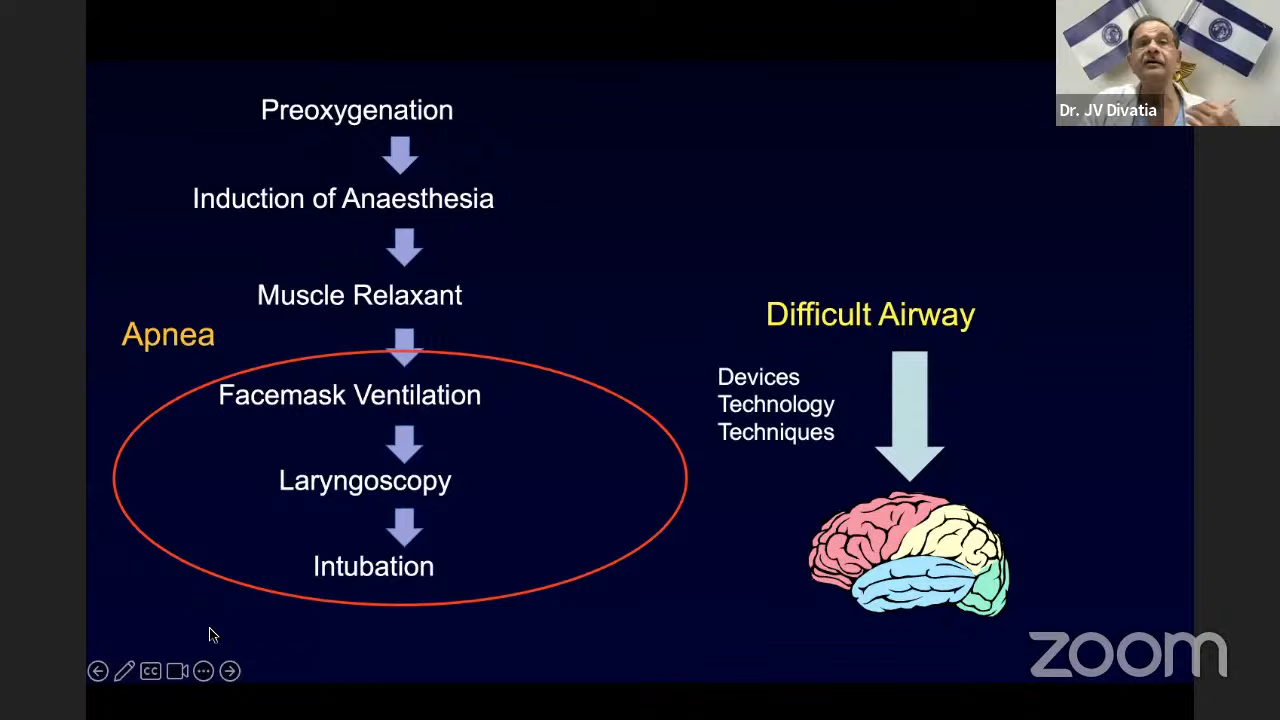 Preoxygenation
Induction of Anaesthesia
Muscle Relaxant
Apnea
Facemask Ventilation
Laryngoscopy
Intubation
Difficult Airway
Devices
Technology
Techniques
Dr. JV Divatia
CC
zoom